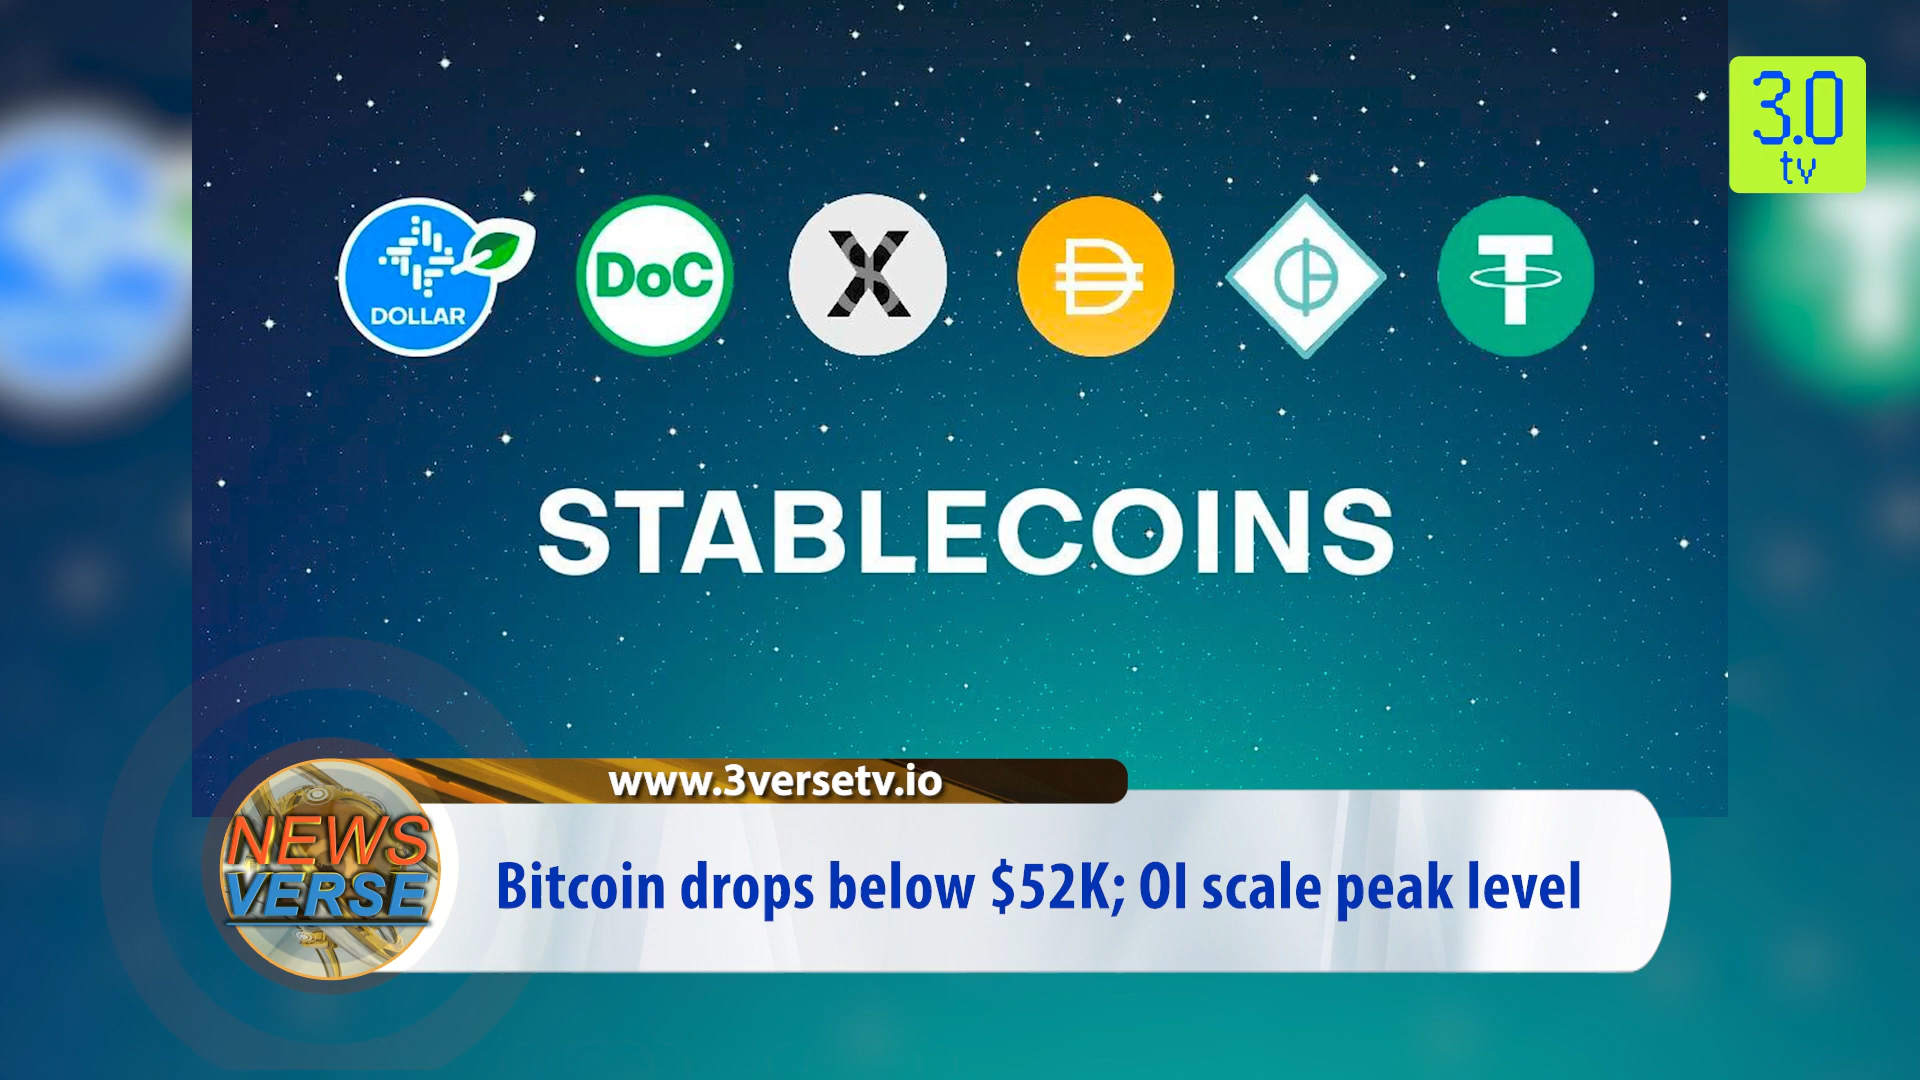 3.0
tv
DOLLAR
DoC
X
STABLECOINS
www.3versetv.io
NEWS
VERSE
Bitcoin drops below $52K; OI scale peak level